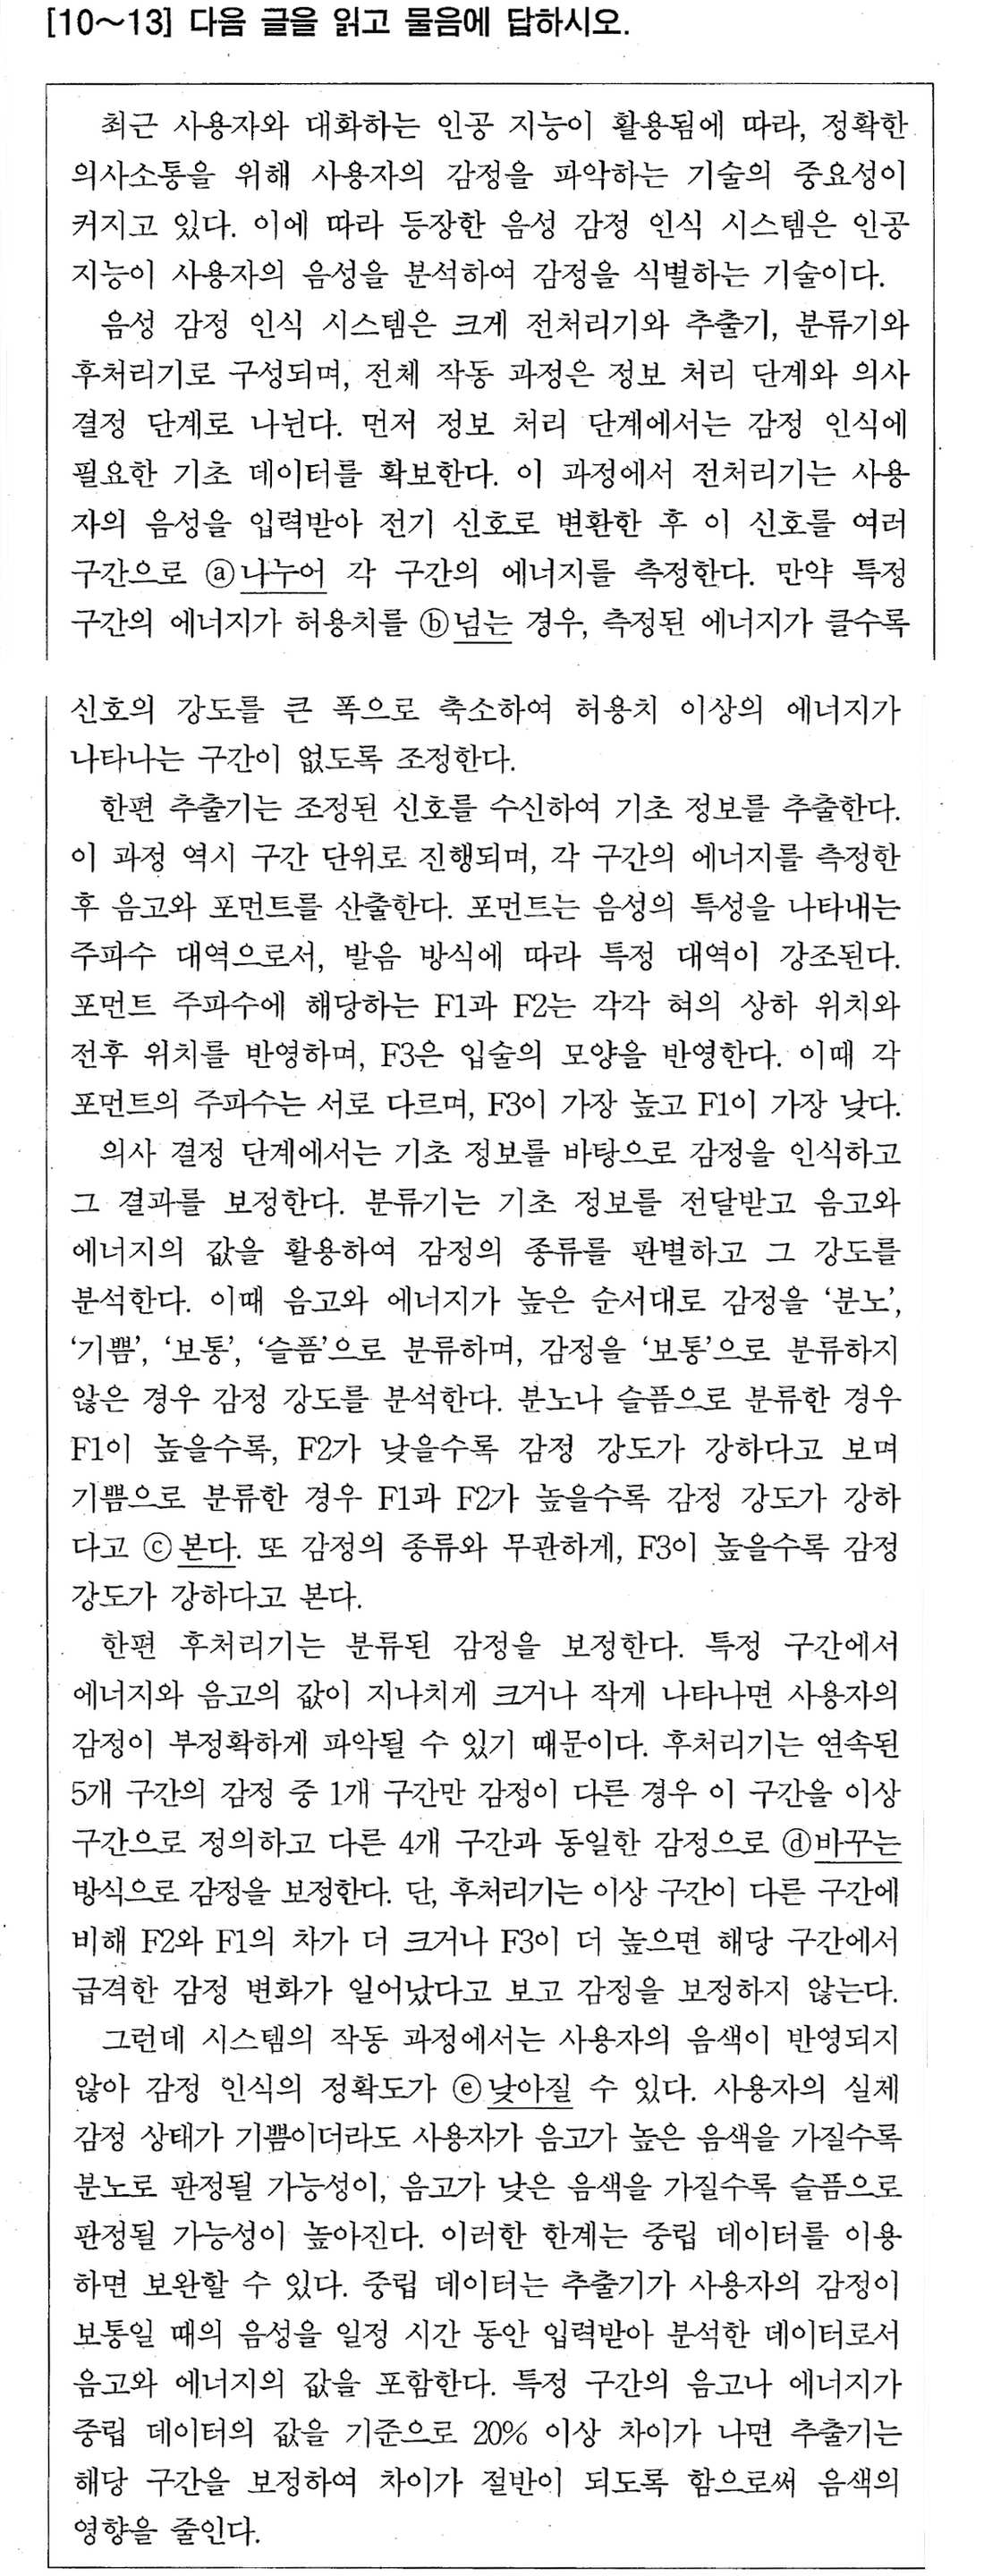 [10~13] 다음 글을 읽고 물음에 답하시오.
최근 사용자와 대화하는 인공 지능이 활용됨에 따라, 정확한
의사소통을 위해 사용자의 감정을 파악하는 기술의 중요성이
커지고 있다. 이에 따라 등장한 음성 감정 인식 시스템은 인공
지능이 사용자의 음성을 분석하여 감정을 식별하는 기술이다.
음성 감정 인식 시스템은 크게 전처리기와 추출기, 분류기와
후처리기로 구성되며, 전체 작동 과정은 정보 처리 단계와 의사
결정 단계로 나뉜다. 먼저 정보 처리 단계에서는 감정 인식에
필요한 기초 데이터를 확보한다. 이 과정에서 전처리기는 사용
자의 음성을 입력받아 전기 신호로 변환한 후 이 신호를 여러
구간으로 ⓐ나누어 각 구간의 에너지를 측정한다. 만약 특정
구간의 에너지가 허용치를 ⓑ넘는 경우, 측정된 에너지가 클수록
신호의 강도를 큰 폭으로 축소하여 허용치 이상의 에너지가
나타나는 구간이 없도록 조정한다.
한편 추출기는 조정된 신호를 수신하여 기초 정보를 추출한다.
이 과정 역시 구간 단위로 진행되며, 각 구간의 에너지를 측정한
후 음고와 포먼트를 산출한다. 포먼트는 음성의 특성을 나타내는
주파수 대역으로서, 발음 방식에 따라 특정 대역이 강조된다.
포먼트 주파수에 해당하는 F1과 F2는 각각 혀의 상하 위치와
전후 위치를 반영하며, F3은 입술의 모양을 반영한다. 이때 각
포먼트의 주파수는 서로 다르며, F3이 가장 높고 F1이 가장 낮다.
의사 결정 단계에서는 기초 정보를 바탕으로 감정을 인식하고
그 결과를 보정한다. 분류기는 기초 정보를 전달받고 음고와
에너지의 값을 활용하여 감정의 종류를 판별하고 그 강도를
분석한다. 이때 음고와 에너지가 높은 순서대로 감정을 ‘분노’,
‘기쁨’, ‘보통’, ‘슬픔’으로 분류하며, 감정을 ‘보통’으로 분류하지
않은 경우 감정 강도를 분석한다. 분노나 슬픔으로 분류한 경우
F1이 높을수록, F2가 낮을수록 감정 강도가 강하다고 보며
기쁨으로 분류한 경우 F1과 F2가 높을수록 감정 강도가 강하
다고 ⓒ본다. 또 감정의 종류와 무관하게, F3이 높을수록 감정
강도가 강하다고 본다.
한편 후처리기는 분류된 감정을 보정한다. 특정 구간에서
에너지와 음고의 값이 지나치게 크거나 작게 나타나면 사용자의
감정이 부정확하게 파악될 수 있기 때문이다. 후처리기는 연속된
5개 구간의 감정 중 1개 구간만 감정이 다른 경우 이 구간을 이상
구간으로 정의하고 다른 4개 구간과 동일한 감정으로 ⓓ바꾸는
방식으로 감정을 보정한다. 단, 후처리기는 이상 구간이 다른 구간에
비해 F2와 F1의 차가 더 크거나 F3이 더 높으면 해당 구간에서
급격한 감정 변화가 일어났다고 보고 감정을 보정하지 않는다.
그런데 시스템의 작동 과정에서는 사용자의 음색이 반영되지
않아 감정 인식의 정확도가 ⓔ낮아질 수 있다. 사용자의 실제
감정 상태가 기쁨이더라도 사용자가 음고가 높은 음색을 가질수록
분노로 판정될 가능성이, 음고가 낮은 음색을 가질수록 슬픔으로
판정될 가능성이 높아진다. 이러한 한계는 중립 데이터를 이용
하면 보완할 수 있다. 중립 데이터는 추출기가 사용자의 감정이
보통일 때의 음성을 일정 시간 동안 입력받아 분석한 데이터로서
음고와 에너지의 값을 포함한다. 특정 구간의 음고나 에너지가
중립 데이터의 값을 기준으로 20% 이상 차이가 나면 추출기는
해당 구간을 보정하여 차이가 절반이 되도록 함으로써 음색의
영향을 줄인다.